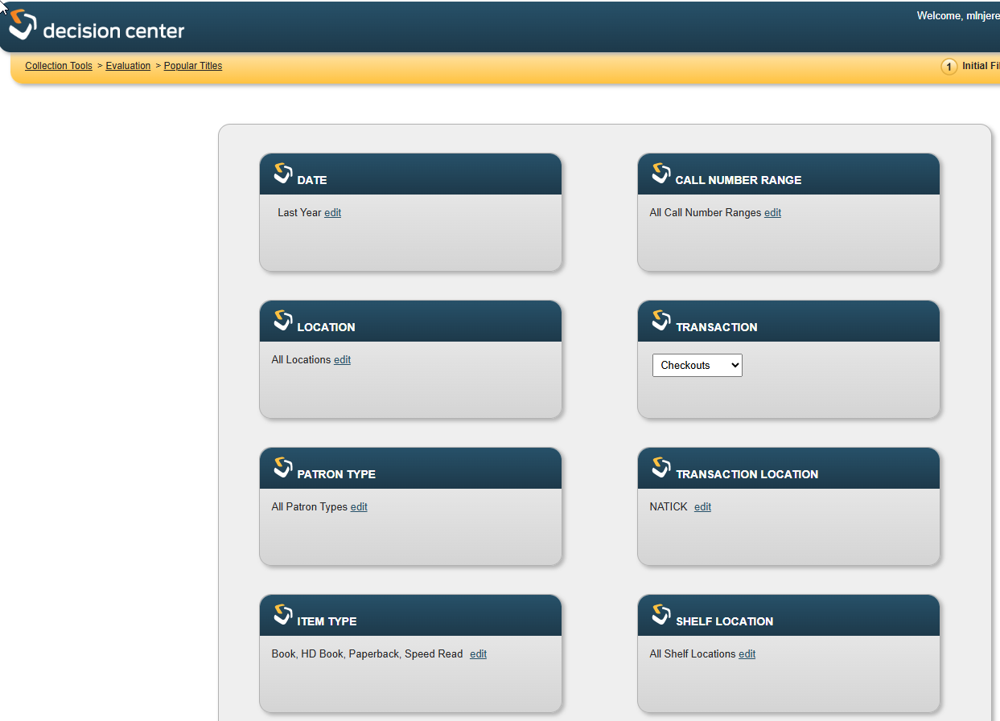 decision center
Welcome, mlnjere
Collection Tools > Evaluation > Popular Titles
1 Initial Fi
DATE
Last Year edit
CALL NUMBER RANGE
All Call Number Ranges edit
LOCATION
All Locations edit
TRANSACTION
Checkouts
PATRON TYPE
All Patron Types edit
TRANSACTION LOCATION
NATICK edit
ITEM TYPE
Book, HD Book, Paperback, Speed Read edit
SHELF LOCATION
All Shelf Locations edit